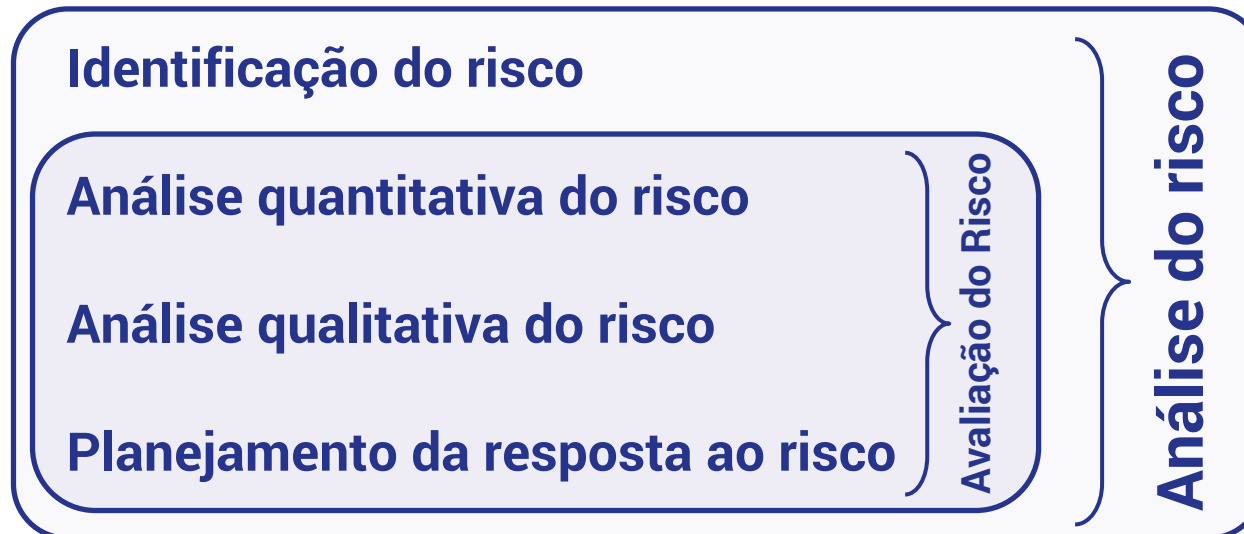 Identificação do risco
Análise quantitativa do risco
Análise qualitativa do risco
Planejamento da resposta ao risco
Avaliação do Risco
Análise do risco